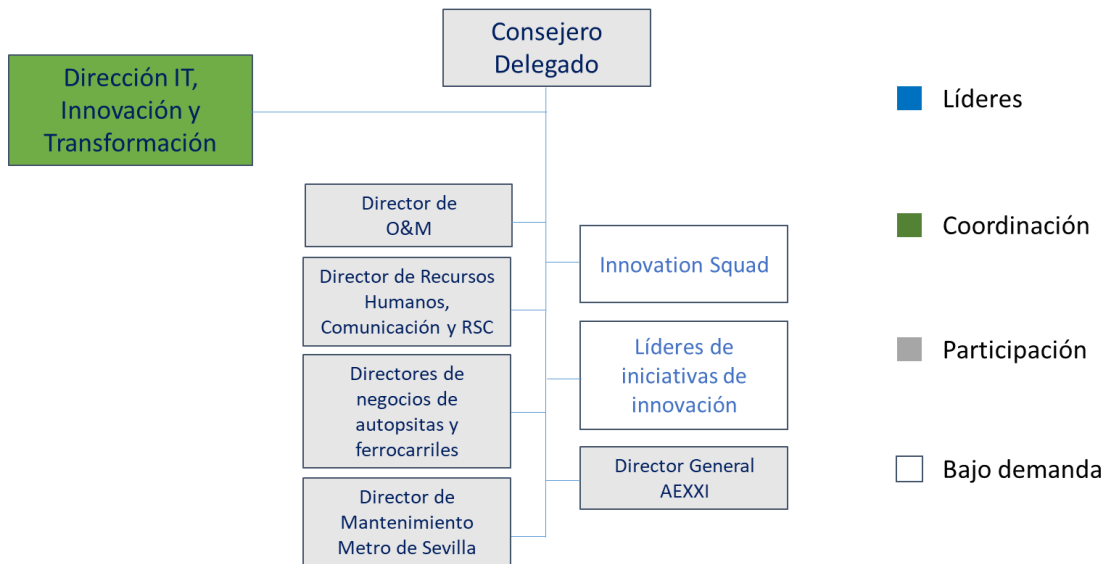 Consejero
Delegado
Dirección IT,
Innovación y
Transformación
Director de
O&M
Director de Recursos
Humanos,
Comunicación y RSC
Directores de
negocios de
autopsitas y
ferrocarriles
Director de
Mantenimiento
Metro de Sevilla
Innovation Squad
Líderes de
iniciativas de
innovación
Director General
AEXXI
Líderes
Coordinación
Participación
Bajo demanda